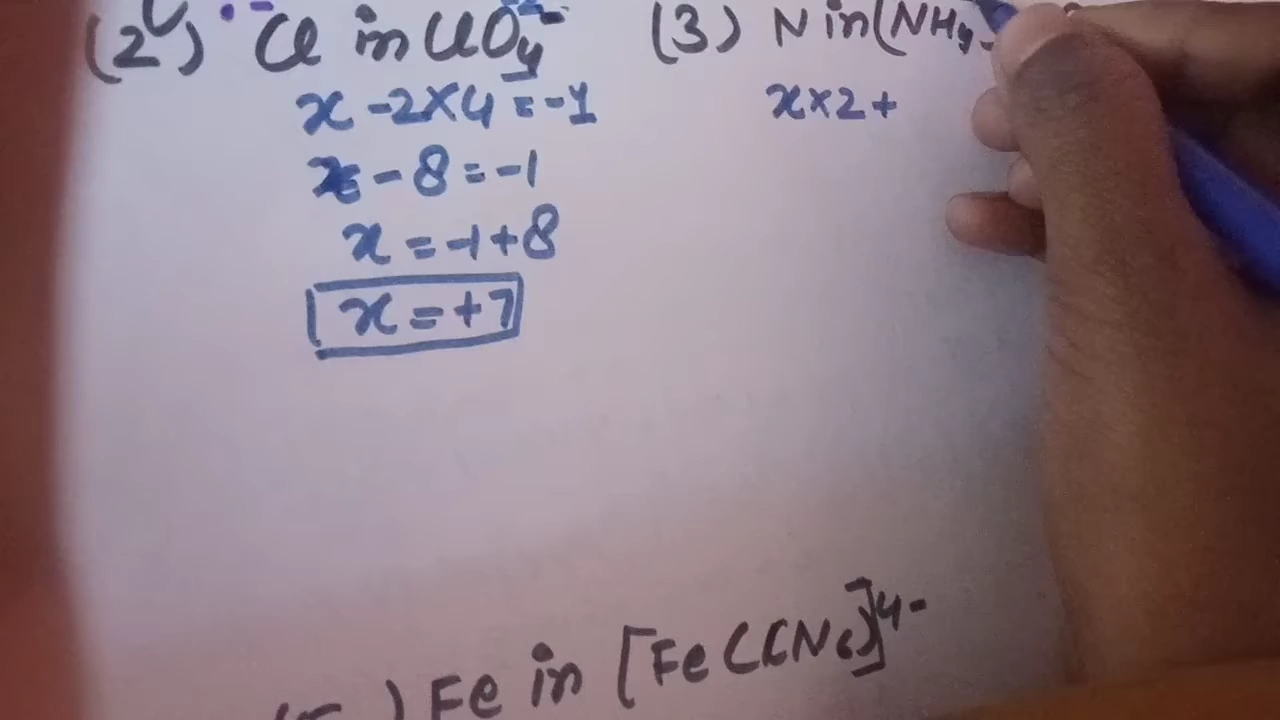 (2) Cl in ClO4-
x - 2×4 = -1
x - 8 = -1
x = -1+8
x = +7
(3) N in (NH4
x×2+
) Fe in [Fe(CN6)]4-